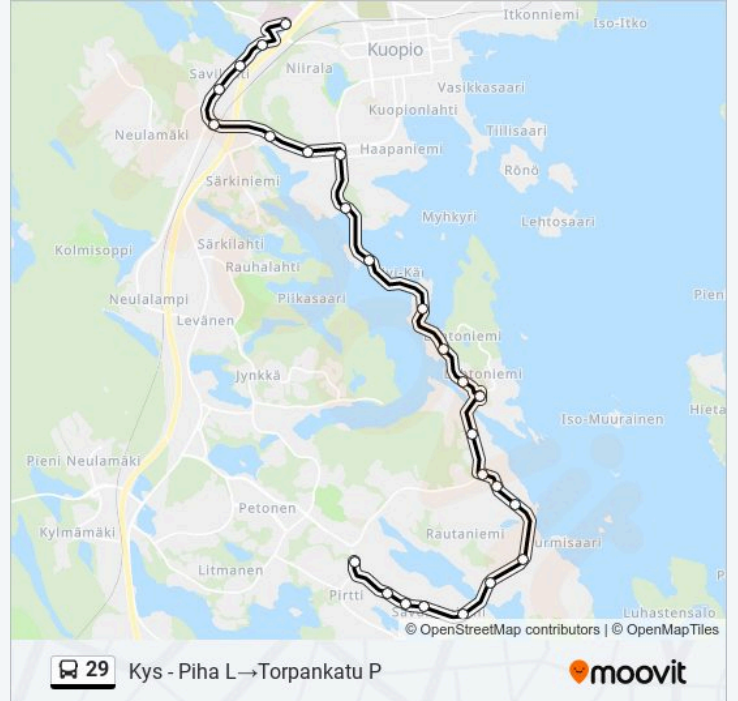 Itkonniemi
Iso-Itko
Kuopio
Niirala
Vasikkasaari
Kuopionlahti
Tiilisaari
Neulamäki
Haapaniemi
Rönö
Särkiniemi
Myhkyri
Lehtosaari
Särkilahti
Kolmisoppi
Rauhalahti
Neulalampi
Piikasaari
Pien
Levänen
Jynkkä
Hieta
Iso-Muurainen
Pieni Neulamäki
Petonen
Kylmämäki
Rautaniemi
Litmanen
Pirtti
Luhastensalo
© OpenStreetMap contributors | © OpenMapTiles
29 Kys - Piha L→Torpankatu P
moovit